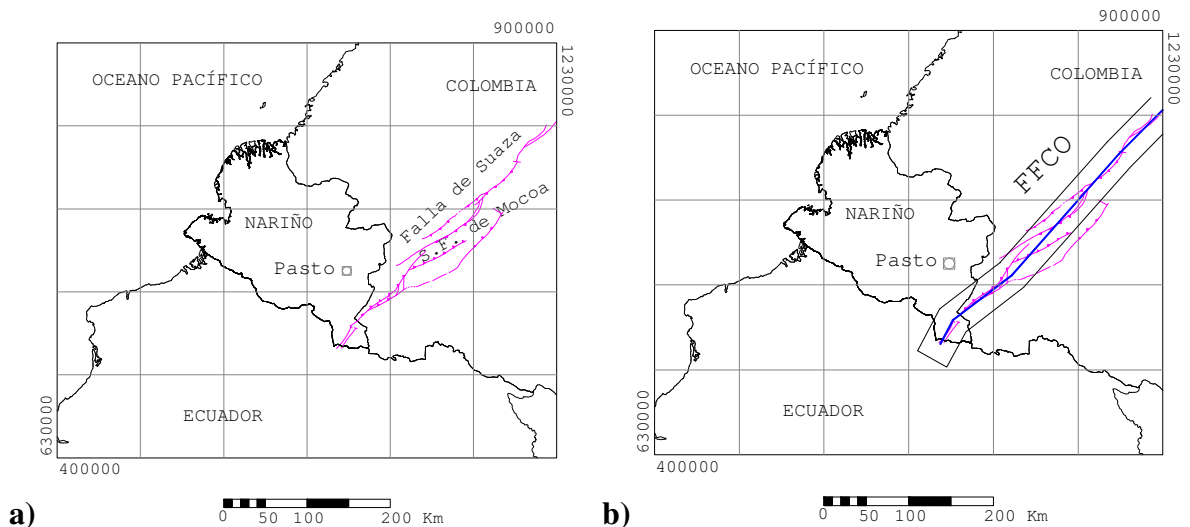 900000
1230000
OCEANO PACÍFICO
COLOMBIA
Falla de Suaza
S.F. de Mocoa
NARIÑO
Pasto
ECUADOR
630000
400000
a)
0 50 100 200 Km
900000
1230000
OCEANO PACÍFICO
COLOMBIA
FFCO
NARIÑO
Pasto
ECUADOR
630000
400000
b)
0 50 100 200 Km